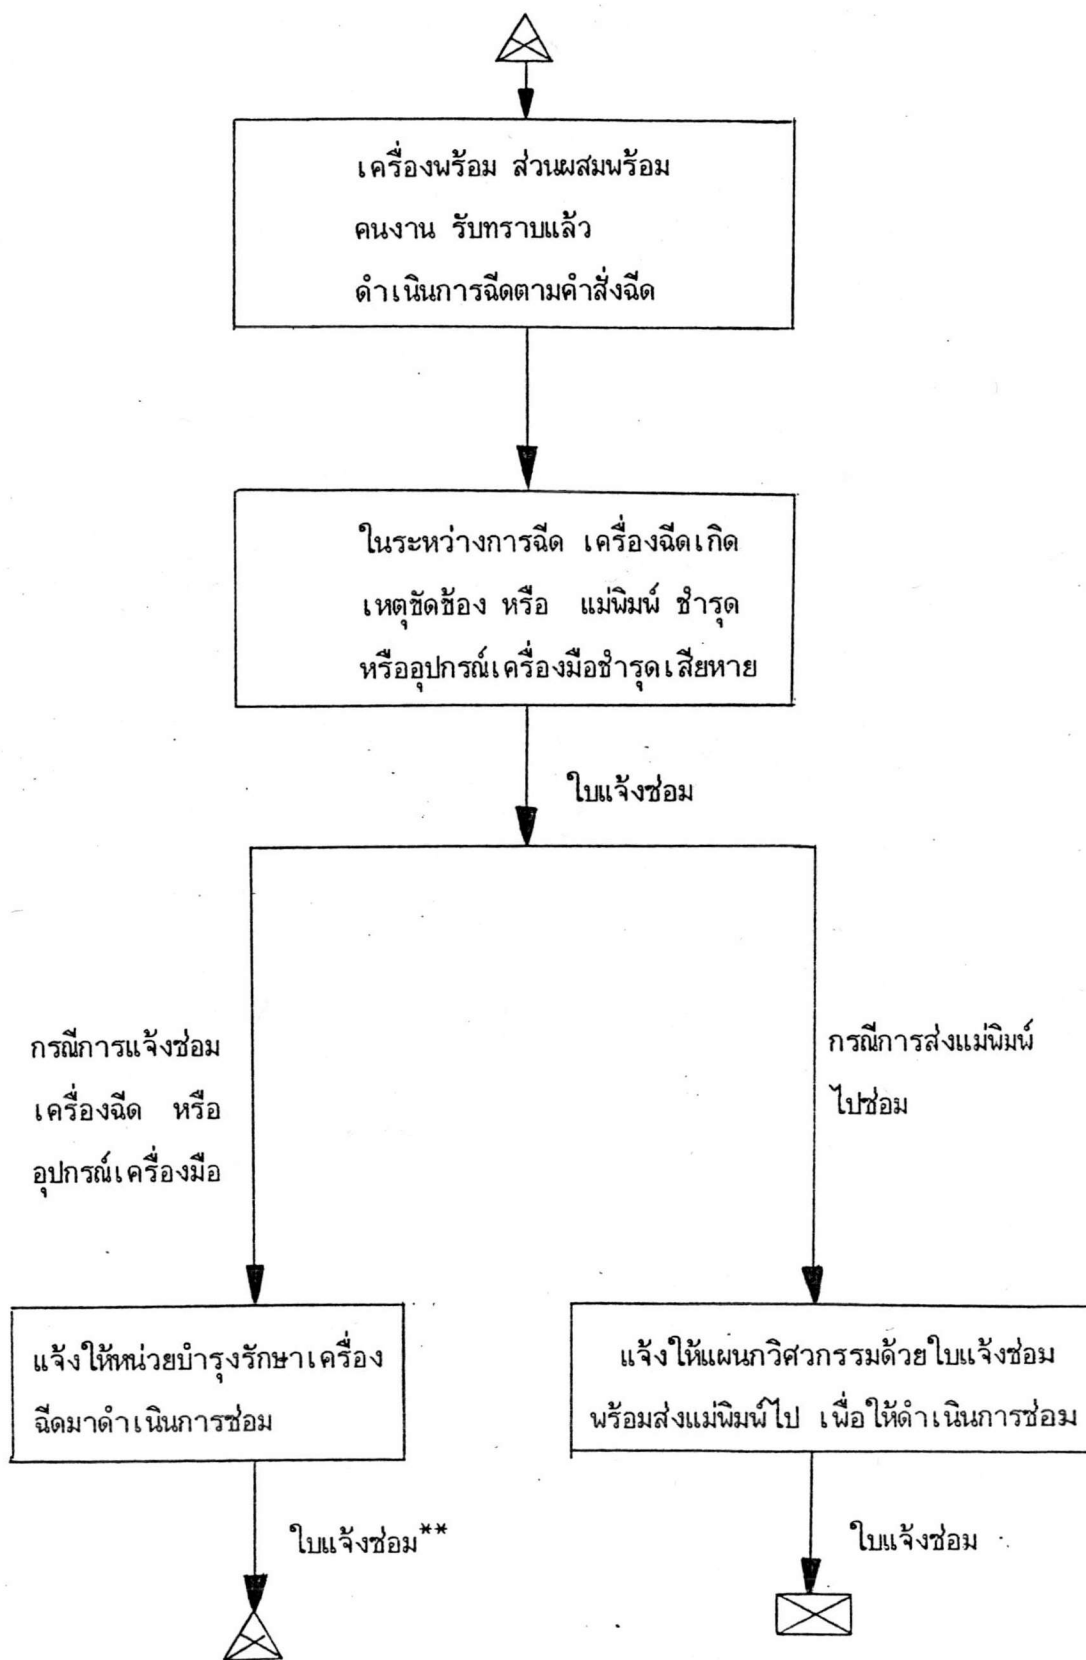 เครื่องพร้อม ส่วนผสมพร้อม
คนงาน รับทราบแล้ว
ดำเนินการฉีดตามคำสั่งฉีด
ในระหว่างการฉีด เครื่องฉีดเกิด
เหตุขัดข้อง หรือ แม่พิมพ์ ชำรุด
หรืออุปกรณ์เครื่องมือชำรุดเสียหาย
ใบแจ้งซ่อม
กรณีการแจ้งซ่อม
เครื่องฉีด หรือ
อุปกรณ์เครื่องมือ
กรณีการส่งแม่พิมพ์
ไปซ่อม
แจ้งให้หน่วยบำรุงรักษาเครื่อง
ฉีดมาดำเนินการซ่อม
แจ้งให้แผนกวิศวกรรมด้วยใบแจ้งซ่อม
พร้อมส่งแม่พิมพ์ไป เพื่อให้ดำเนินการซ่อม
ใบแจ้งซ่อม**
ใบแจ้งซ่อม